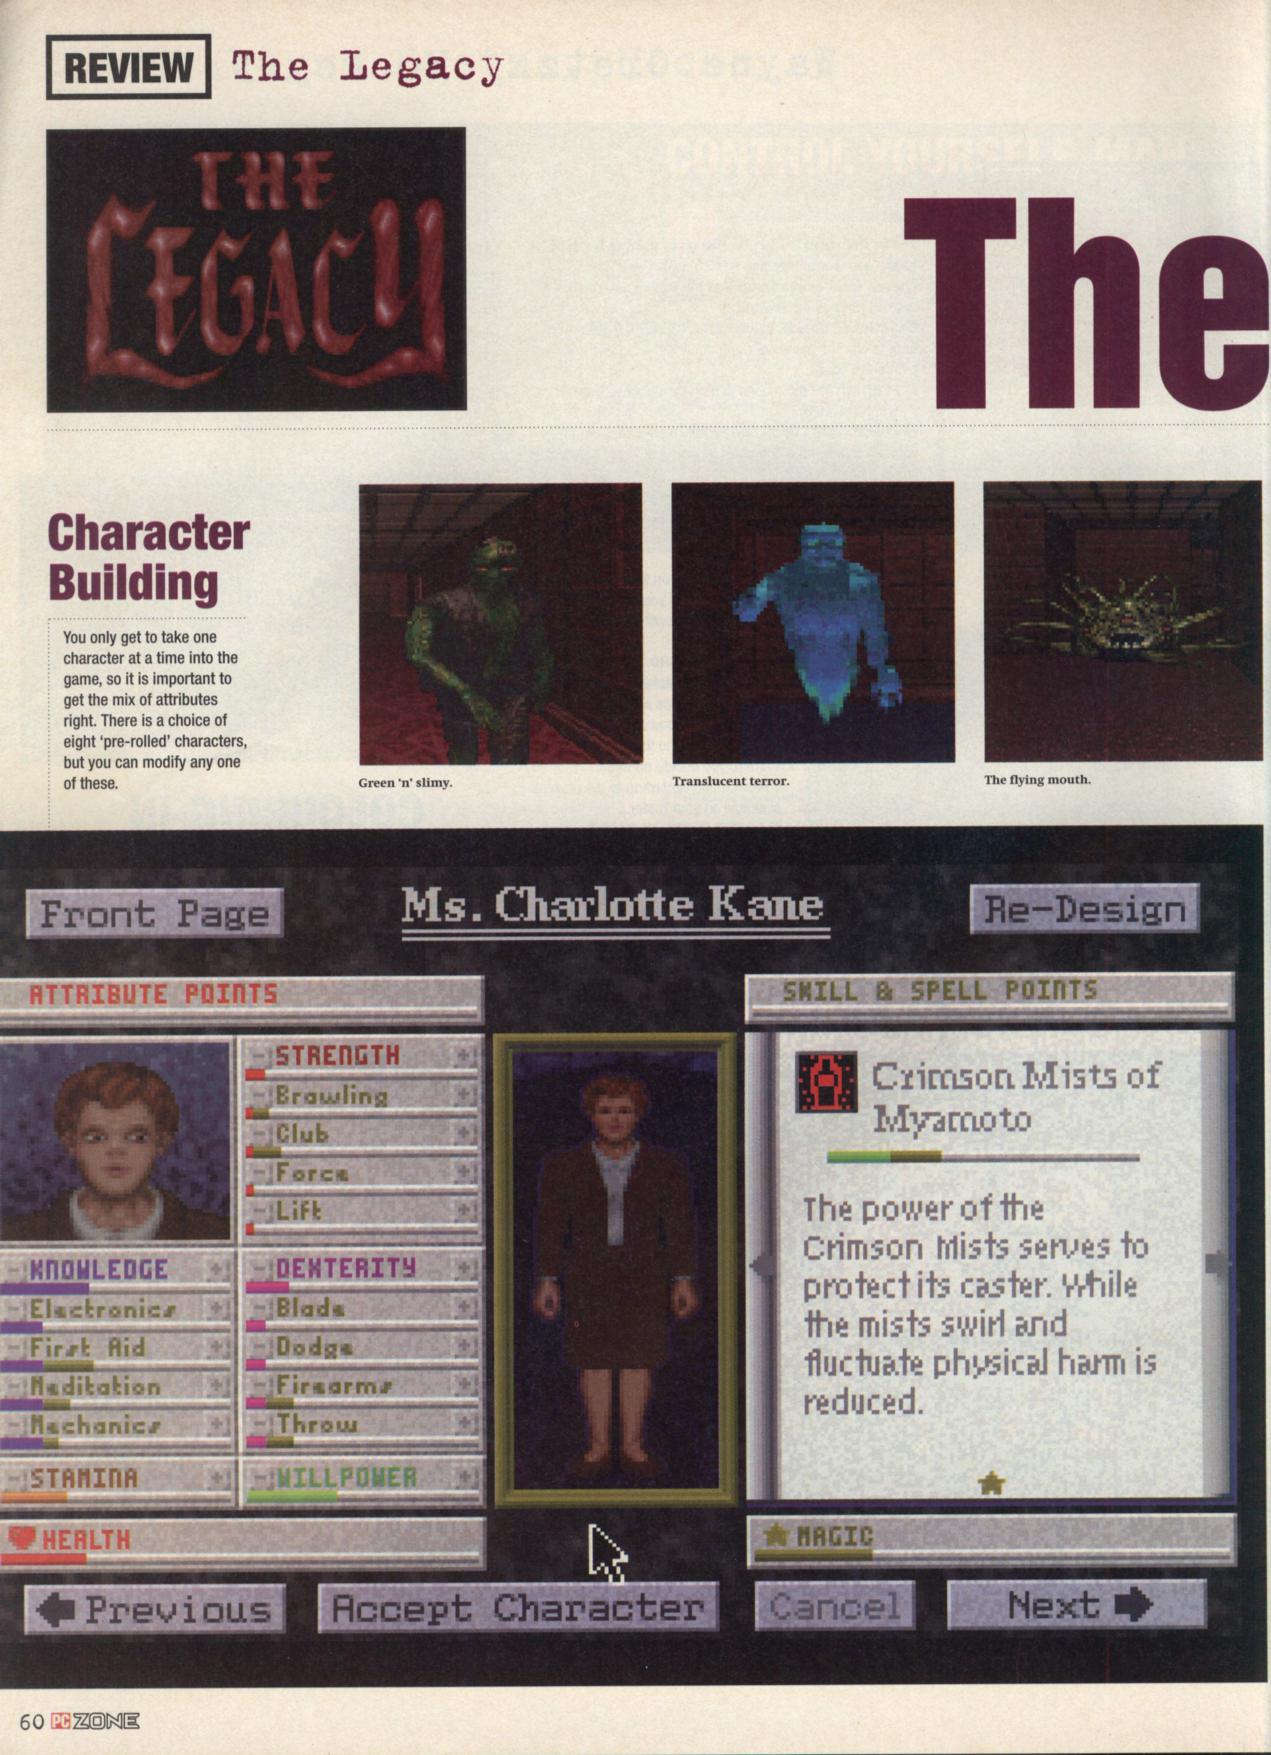 REVIEW The Legacy
THE
LEGACY
The
Character
Building
You only get to take one
character at a time into the
game, so it is important to
get the mix of attributes
right. There is a choice of
eight ‘pre-rolled’ characters,
but you can modify any one
of these.
Green ‘n’ slimy.
Translucent terror.
The flying mouth.
Front Page
Ms. Charlotte Kane
Re-Design
ATTRIBUTE POINTS
SKILL & SPELL POINTS
STRENGTH
Brawling
Club
Force
Lift
KNOWLEDGE
Electronics
First Aid
Meditation
Mechanics
DEXTERITY
Blade
Dodge
Firearms
Throw
STAMINA
WILLPOWER
HEALTH
Crimson Mists of
Myamoto
The power of the
Crimson Mists serves to
protect its caster. While
the mists swirl and
fluctuate physical harm is
reduced.
MAGIC
Previous
Accept Character
Cancel
Next
60 PC ZONE